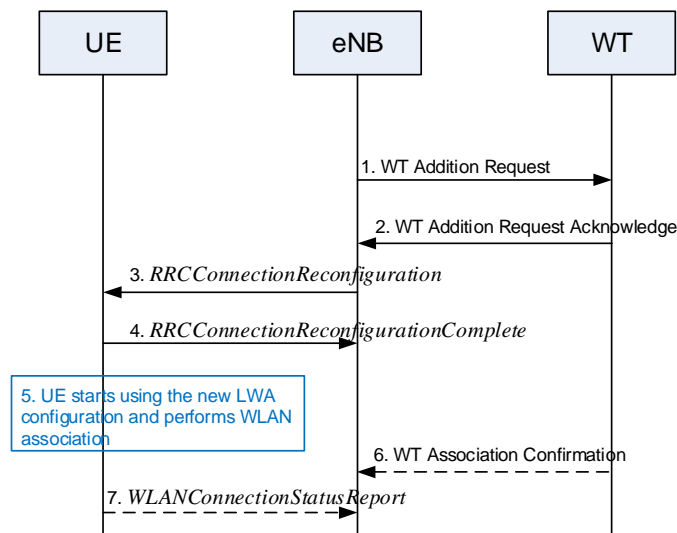 UE
eNB
WT
1. WT Addition Request
2. WT Addition Request Acknowledge
3. RRCConnectionReconfiguration
4. RRCConnectionReconfigurationComplete
5. UE starts using the new LWA
configuration and performs WLAN
association
6. WT Association Confirmation
7. WLANConnectionStatusReport